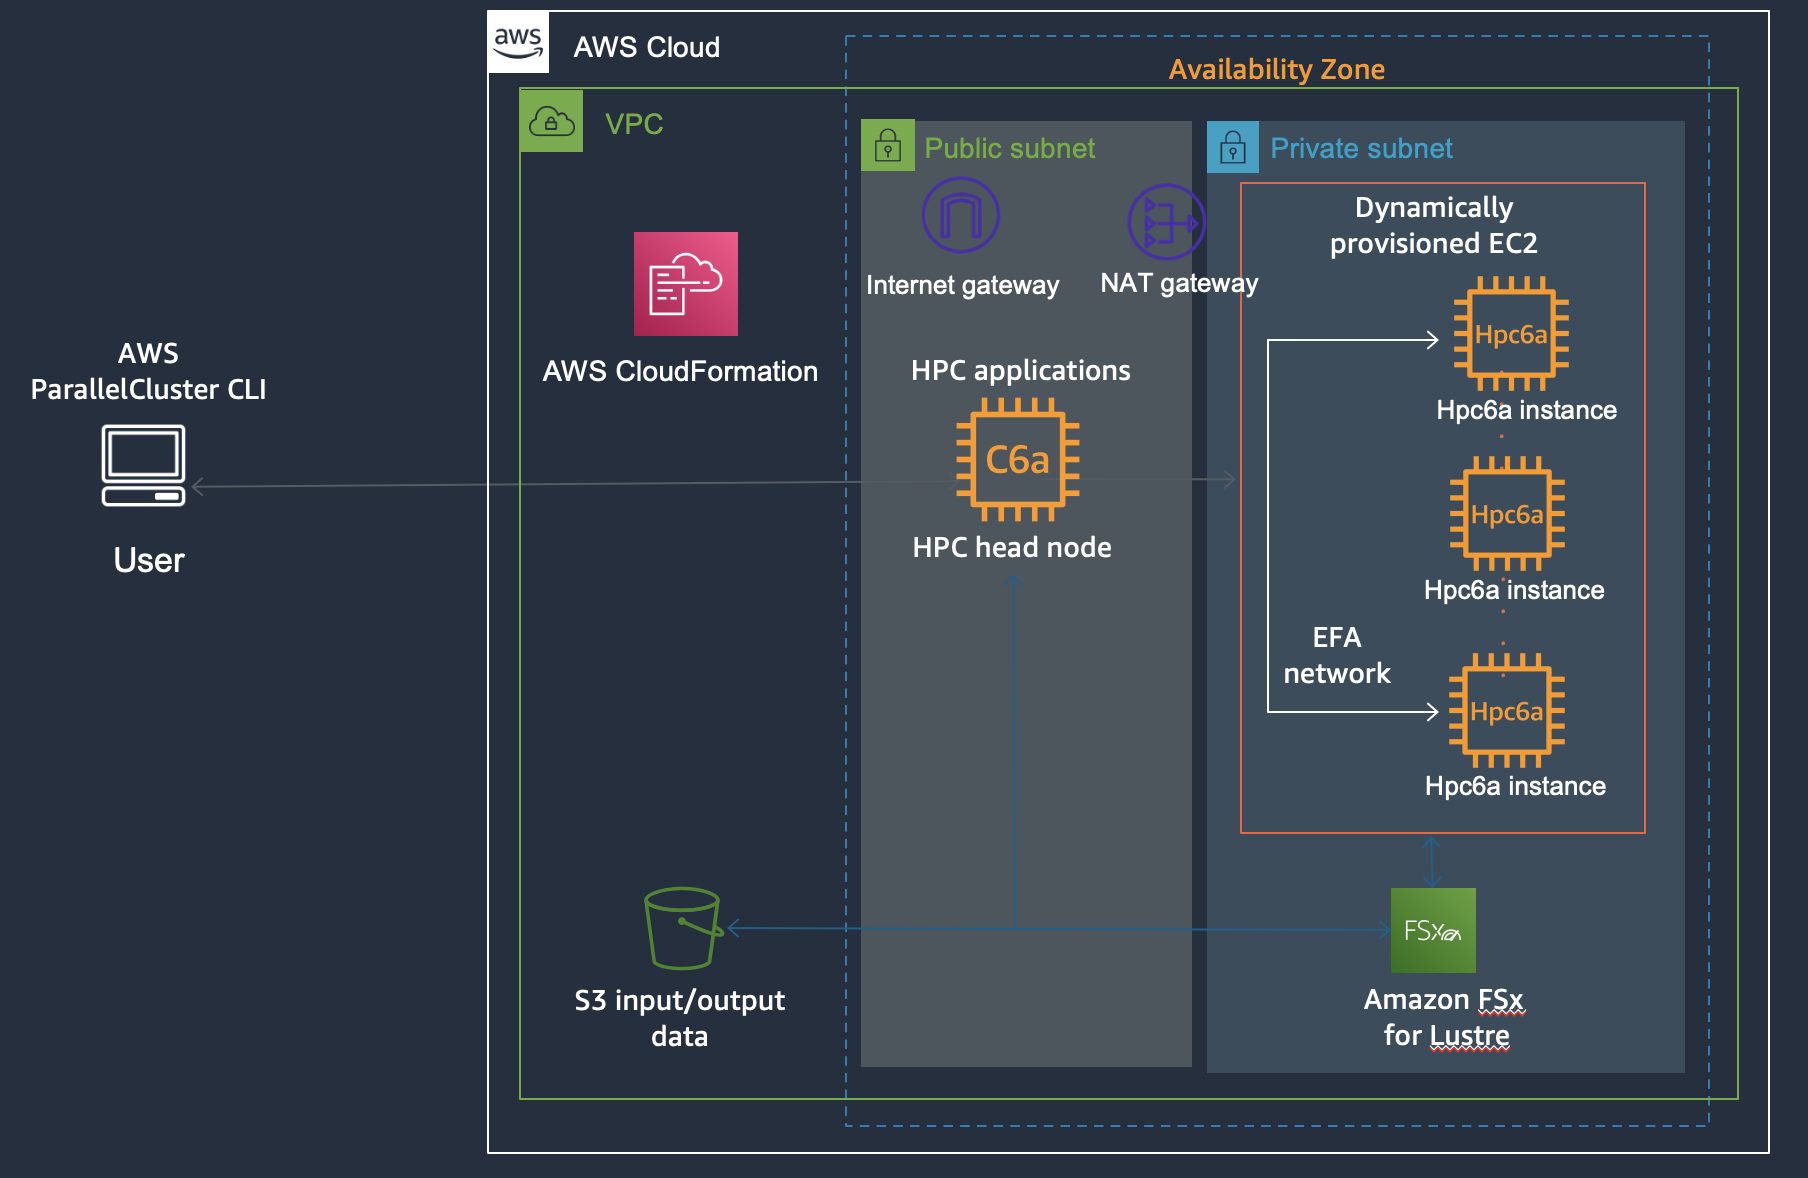 aws
AWS Cloud
Availability Zone
VPC
Public subnet
Private subnet
Internet gateway
NAT gateway
Dynamically
provisioned EC2
Hpc6a
Hpc6a instance
Hpc6a
Hpc6a instance
EFA
network
Hpc6a
Hpc6a instance
AWS CloudFormation
AWS
ParallelCluster CLI
User
HPC applications
C6a
HPC head node
S3 input/output
data
FSx
Amazon FSx
for Lustre